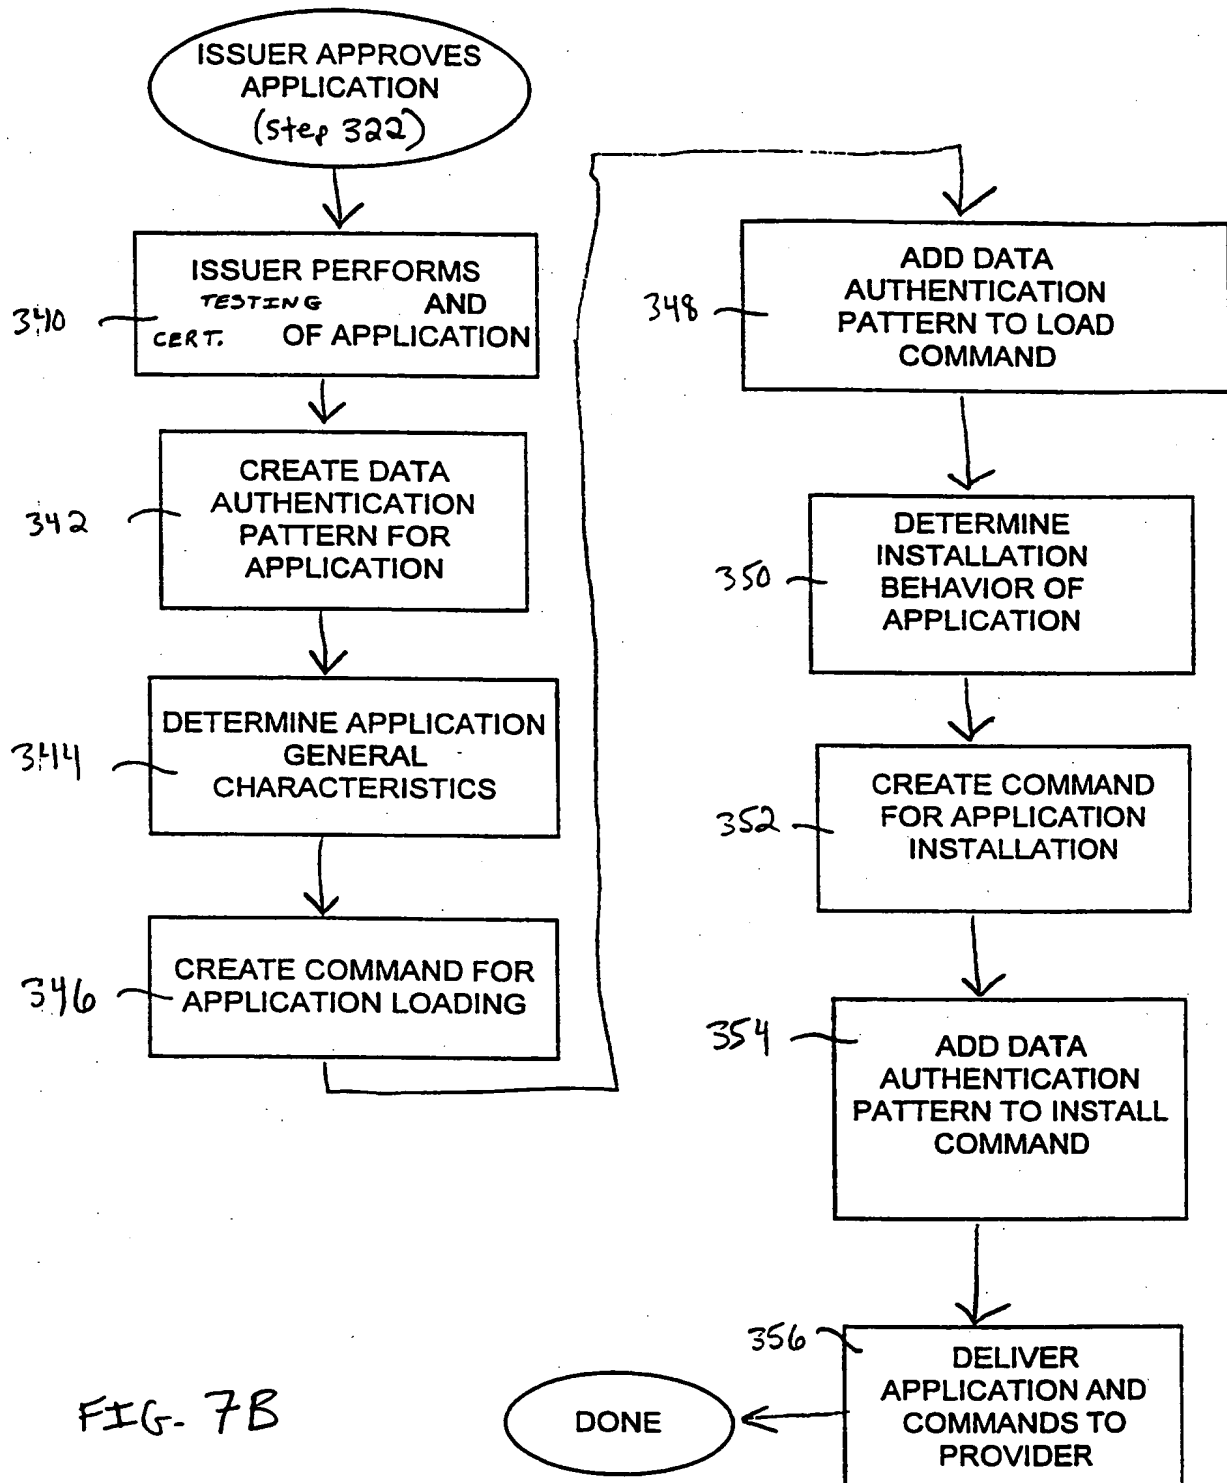 ISSUER APPROVES
APPLICATION
(step 322)
340
ISSUER PERFORMS
TESTING AND
CERT. OF APPLICATION
342
CREATE DATA
AUTHENTICATION
PATTERN FOR
APPLICATION
344
DETERMINE APPLICATION
GENERAL
CHARACTERISTICS
346
CREATE COMMAND FOR
APPLICATION LOADING
348
ADD DATA
AUTHENTICATION
PATTERN TO LOAD
COMMAND
350
DETERMINE
INSTALLATION
BEHAVIOR OF
APPLICATION
352
CREATE COMMAND
FOR APPLICATION
INSTALLATION
354
ADD DATA
AUTHENTICATION
PATTERN TO INSTALL
COMMAND
356
DELIVER
APPLICATION AND
COMMANDS TO
PROVIDER
DONE
FIG. 7B